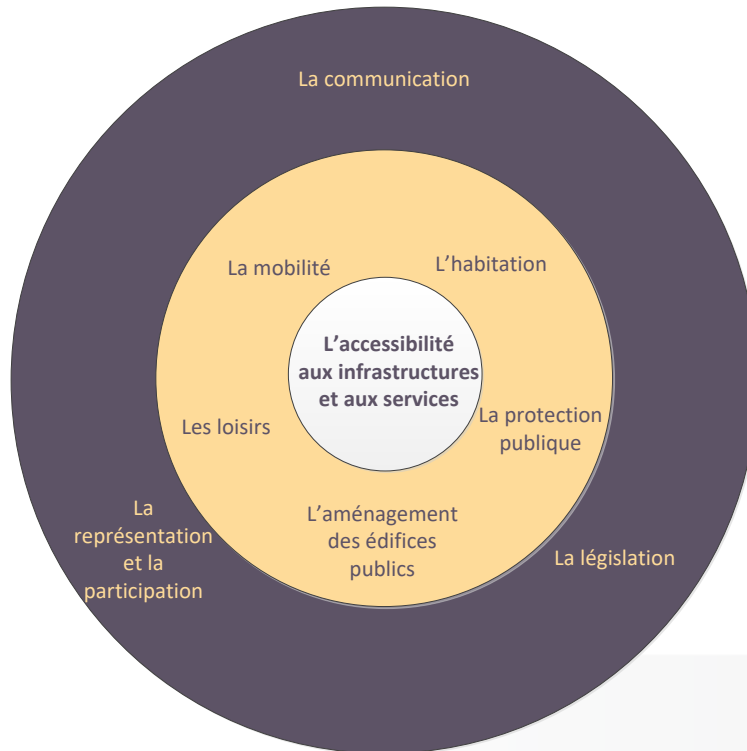 La communication
La mobilité
L’habitation
L’accessibilité
aux infrastructures
et aux services
Les loisirs
La protection
publique
L’aménagement
des édifices
publics
La
représentation
et la
participation
La législation